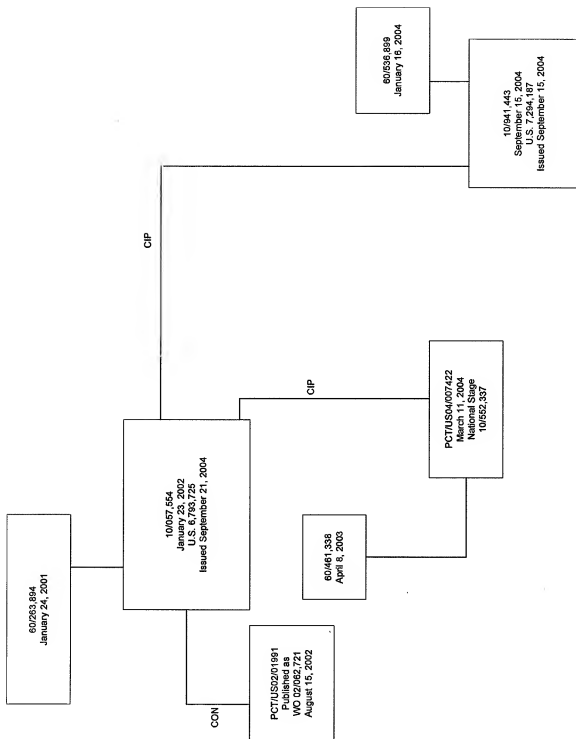 60/263,894
January 24, 2001
10/057,554
January 23, 2002
U.S. 6,793,725
Issued September 21, 2004
CON
PCT/US02/01991
Published as
WO 02/062,721
August 15, 2002
CIP
60/461,338
April 8, 2003
PCT/US04/007422
March 11, 2004
National Stage
10/552,337
CIP
60/536,899
January 16, 2004
10/941,443
September 15, 2004
U.S. 7,294,187
Issued September 15, 2004